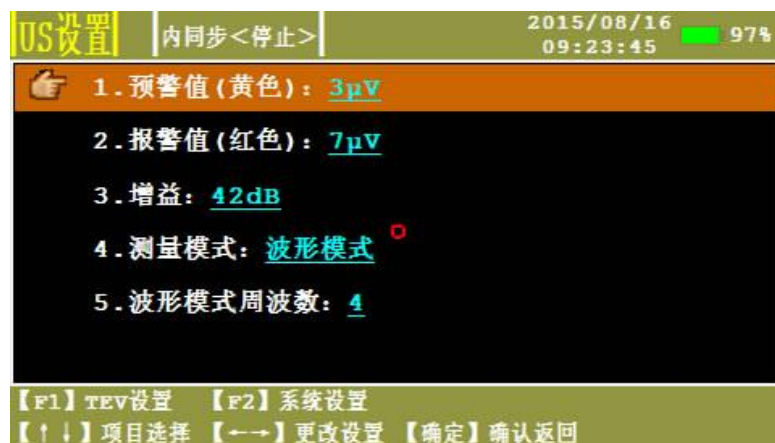 US设置 内同步<停止> 2015/08/16 97%
09:23:45
1.预警值(黄色): 3μV
2.报警值(红色): 7μV
3.增益: 42dB
4.测量模式: 波形模式
5.波形模式周波数: 4
【F1】TEV设置 【F2】系统设置
【↑↓】项目选择 【←→】更改设置 【确定】确认返回